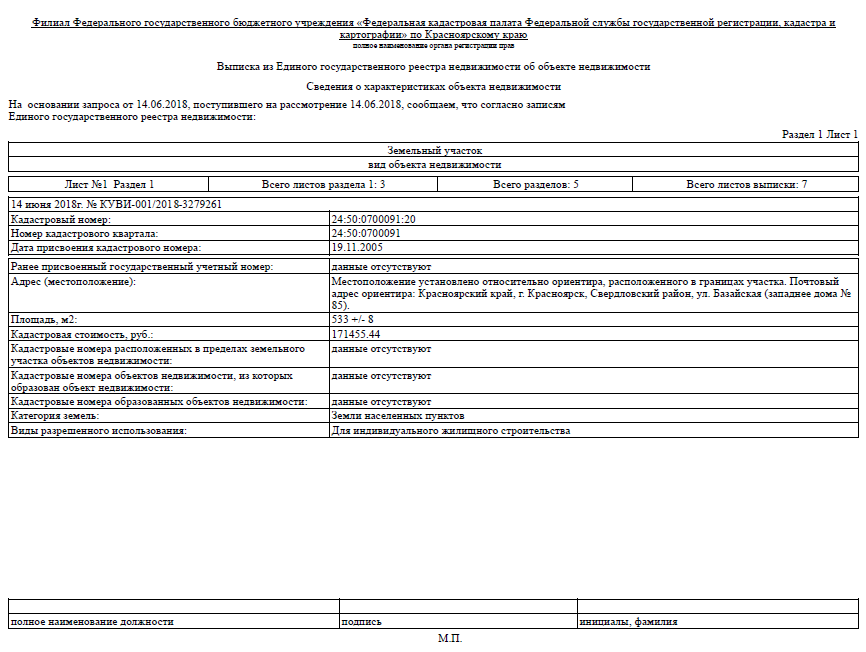 Филиал Федерального государственного бюджетного учреждения «Федеральная кадастровая палата Федеральной службы государственной регистрации, кадастра и
картографии» по Красноярскому краю
полное наименование органа регистрации прав
Выписка из Единого государственного реестра недвижимости об объекте недвижимости
Сведения о характеристиках объекта недвижимости
На основании запроса от 14.06.2018, поступившего на рассмотрение 14.06.2018, сообщаем, что согласно записям
Единого государственного реестра недвижимости:
Раздел 1 Лист 1
Земельный участок
вид объекта недвижимости
Лист №1 Раздел 1 Всего листов раздела 1: 3 Всего разделов: 5 Всего листов выписки: 7
14 июня 2018г. № КУВИ-001/2018-3279261
Кадастровый номер: 24:50:0700091:20
Номер кадастрового квартала: 24:50:0700091
Дата присвоения кадастрового номера: 19.11.2005
Ранее присвоенный государственный учетный номер: данные отсутствуют
Адрес (местоположение): Местоположение установлено относительно ориентира, расположенного в границах участка. Почтовый
адрес ориентира: Красноярский край, г. Красноярск, Свердловский район, ул. Базайская (западнее дома №
85).
Площадь, м2: 533 +/- 8
Кадастровая стоимость, руб.: 171455.44
Кадастровые номера расположенных в пределах земельного данные отсутствуют
участка объектов недвижимости:
Кадастровые номера объектов недвижимости, из которых данные отсутствуют
образован объект недвижимости:
Кадастровые номера образованных объектов недвижимости: данные отсутствуют
Категория земель: Земли населенных пунктов
Виды разрешенного использования: Для индивидуального жилищного строительства
полное наименование должности подпись инициалы, фамилия
М.П.